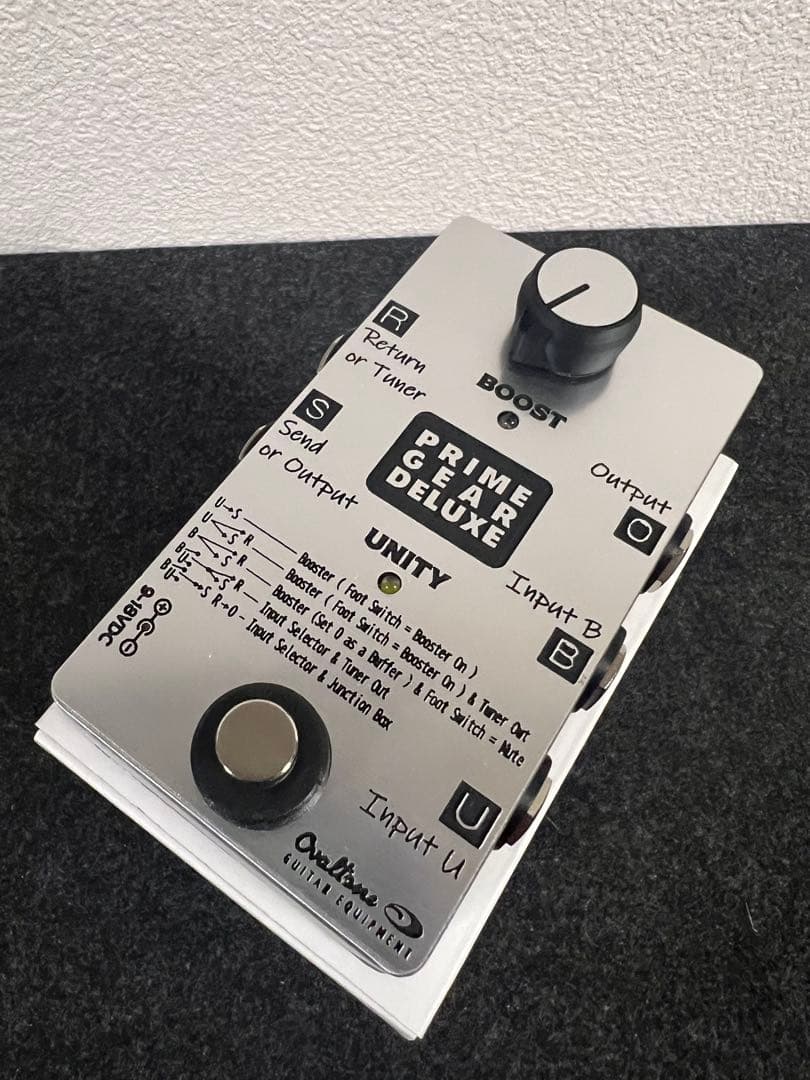 R
Return
or Tuner
S
Send
or Output
BOOST
PRIME
GEAR
DELUXE
UNITY
Output
O
Input B
B
U→S
Booster ( Foot Switch = Booster On )
U S R
Booster ( Foot Switch = Booster On ) & Tuner Out
B S R
Booster (Set 0 as a Buffer ) & Foot Switch = Mute
B U S R
Input Selector & Tuner Out
B U S R→O
Input Selector & Junction Box
9-18VDC
Input U
U
Ovaltone
GUITAR EQUIPMENT